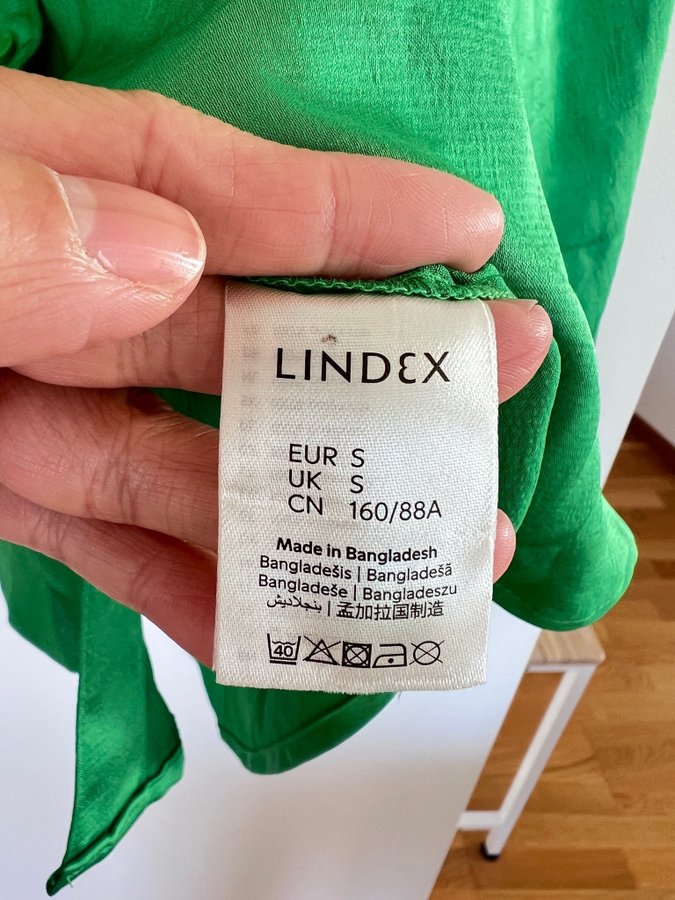 LINDEX
EUR S
UK S
CN 160/88A
Made in Bangladesh
Bangladešis | Bangladešā
Bangladeše | Bangladeszu
بنجلاديش | 孟加拉国制造
40